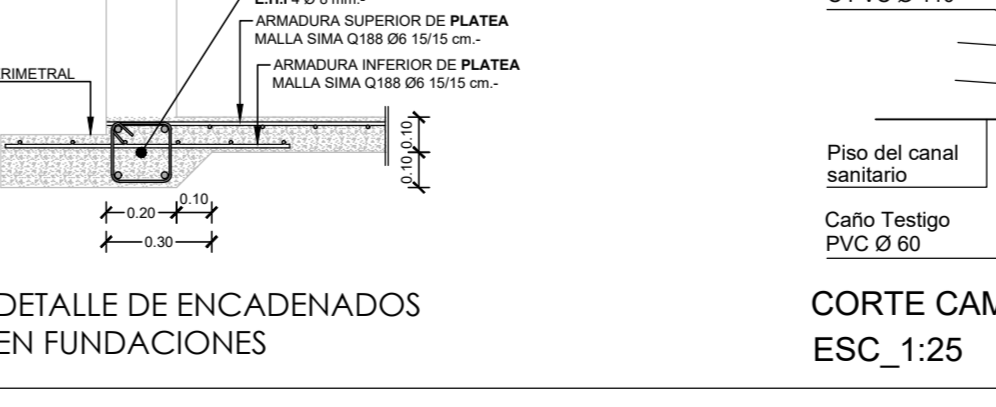 ARMADURA SUPERIOR DE PLATEA
MALLA SIMA Q188 Ø6 15/15 cm.-
ARMADURA INFERIOR DE PLATEA
MALLA SIMA Q188 Ø6 15/15 cm.-
0.10
0.10
0.20
0.10
0.30
DETALLE DE ENCADENADOS
EN FUNDACIONES
Piso del canal
sanitario
Caño Testigo
PVC Ø 60
CORTE
ESC_1:25